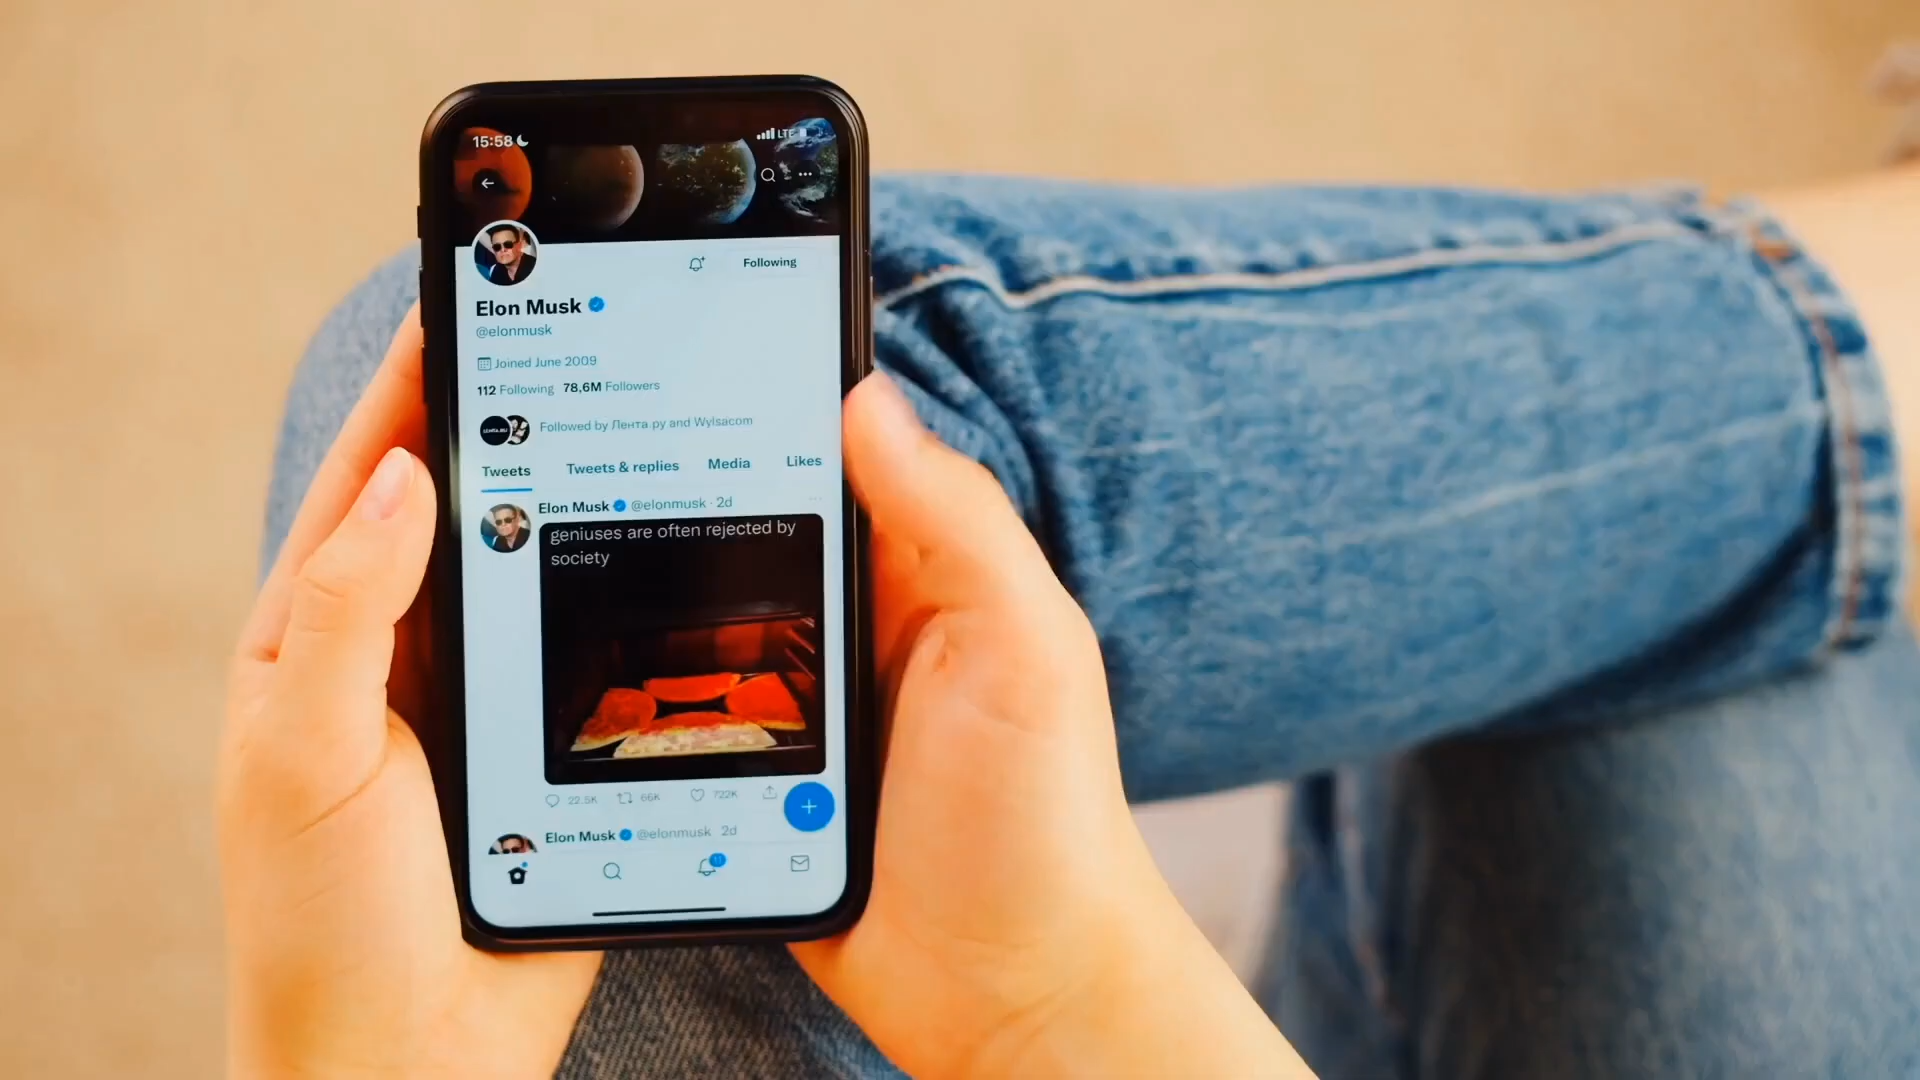 15:58
LTE
Following
Elon Musk
@elonmusk
Joined June 2009
112 Following 78,6M Followers
Followed by Лента.ру and Wylsacom
Tweets Tweets & replies Media Likes
Elon Musk @elonmusk · 2d
geniuses are often rejected by
society
22.5K 66K 722K
Elon Musk @elonmusk 2d
11